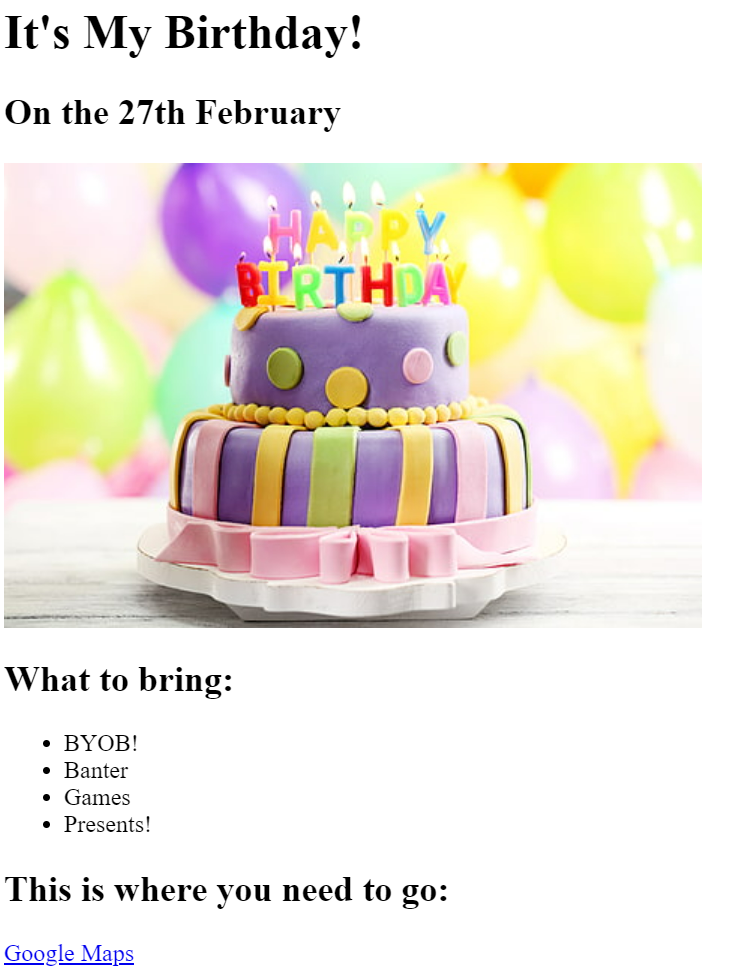 It's My Birthday!
On the 27th February
HAPPY
BIRTHDAY
What to bring:
BYOB!
Banter
Games
Presents!
This is where you need to go:
Google Maps